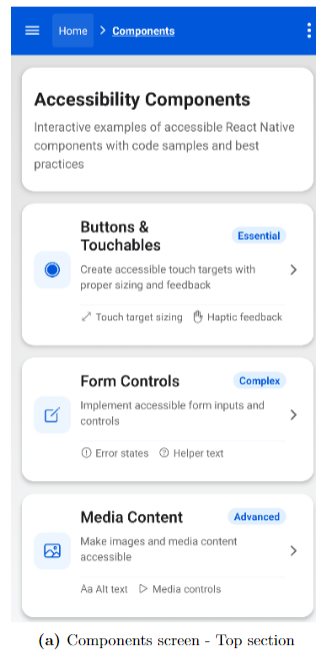 Home > Components
Accessibility Components
Interactive examples of accessible React Native
components with code samples and best
practices
Buttons &
Touchables
Essential
Create accessible touch targets with
proper sizing and feedback
Touch target sizing Haptic feedback
Form Controls
Complex
Implement accessible form inputs and
controls
Error states Helper text
Media Content
Advanced
Make images and media content
accessible
Aa Alt text Media controls
(a) Components screen - Top section